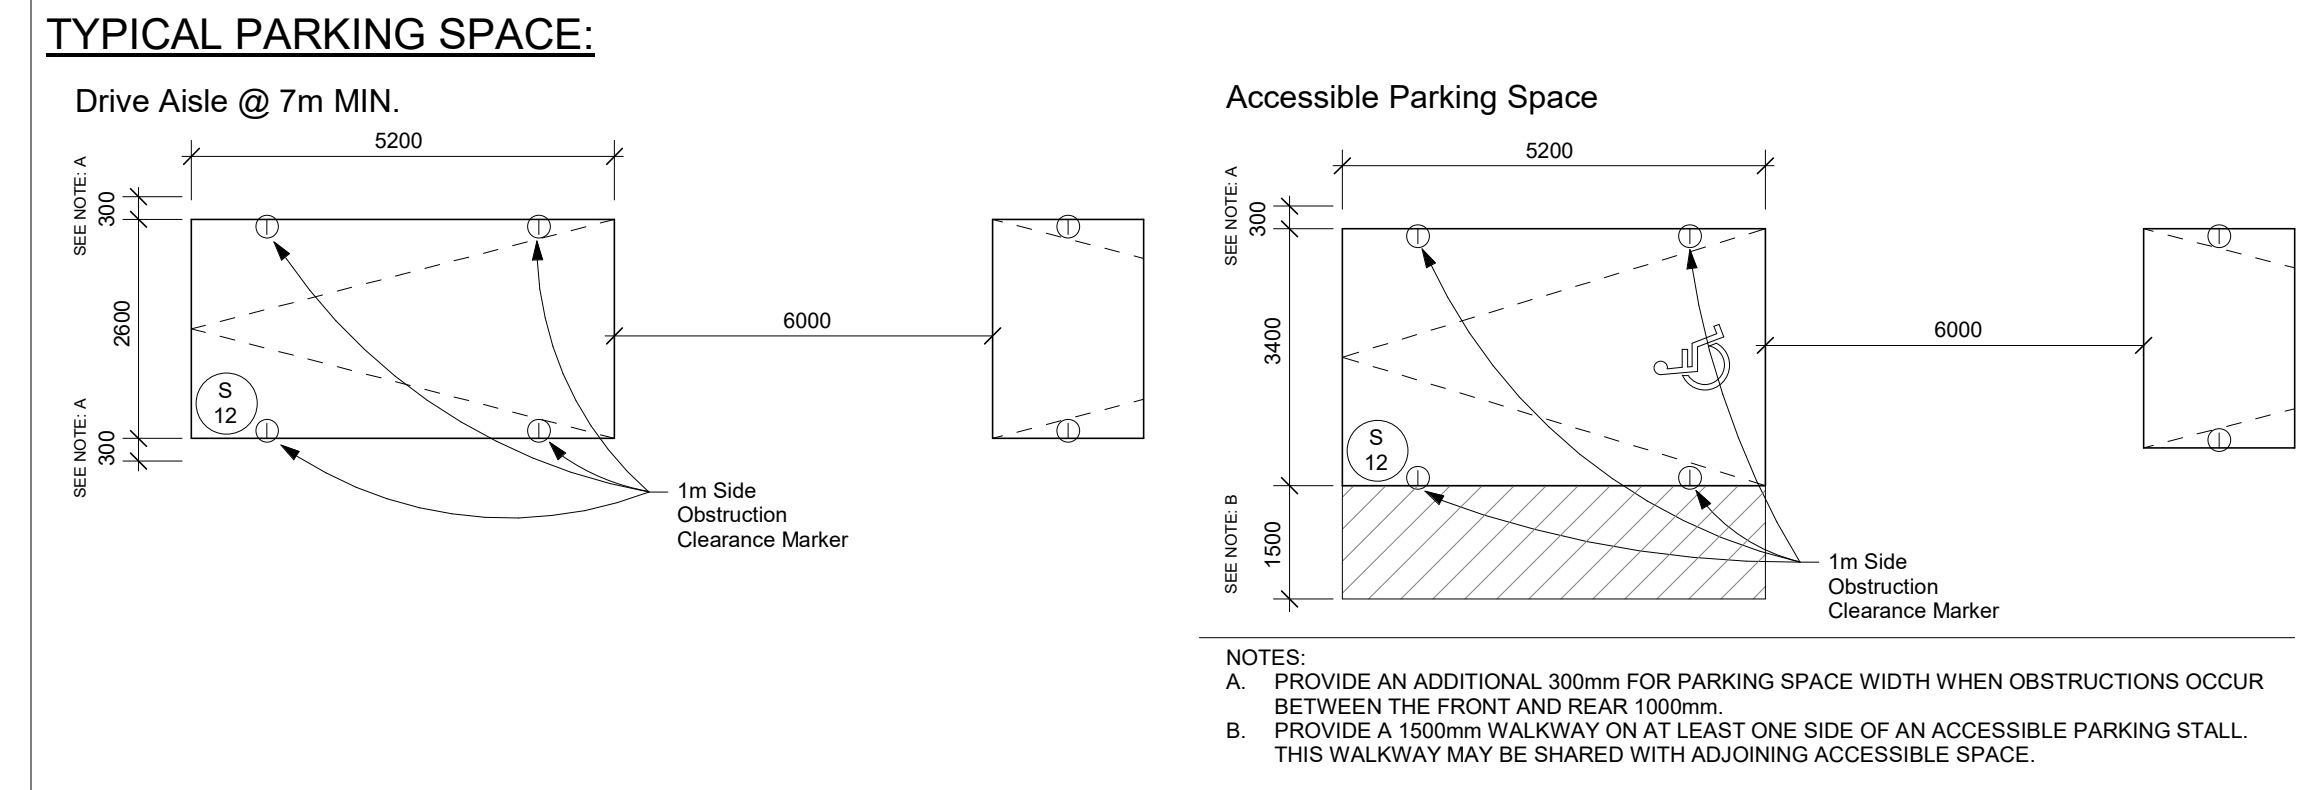 TYPICAL PARKING SPACE:
Drive Aisle @ 7m MIN.
5200
SEE NOTE: A
300
2600
SEE NOTE: A
300
S
12
6000
1m Side
Obstruction
Clearance Marker
Accessible Parking Space
5200
SEE NOTE: A
300
3400
SEE NOTE: B
1500
S
12
6000
1m Side
Obstruction
Clearance Marker
NOTES:
A. PROVIDE AN ADDITIONAL 300mm FOR PARKING SPACE WIDTH WHEN OBSTRUCTIONS OCCUR
BETWEEN THE FRONT AND REAR 1000mm.
B. PROVIDE A 1500mm WALKWAY ON AT LEAST ONE SIDE OF AN ACCESSIBLE PARKING STALL.
THIS WALKWAY MAY BE SHARED WITH ADJOINING ACCESSIBLE SPACE.